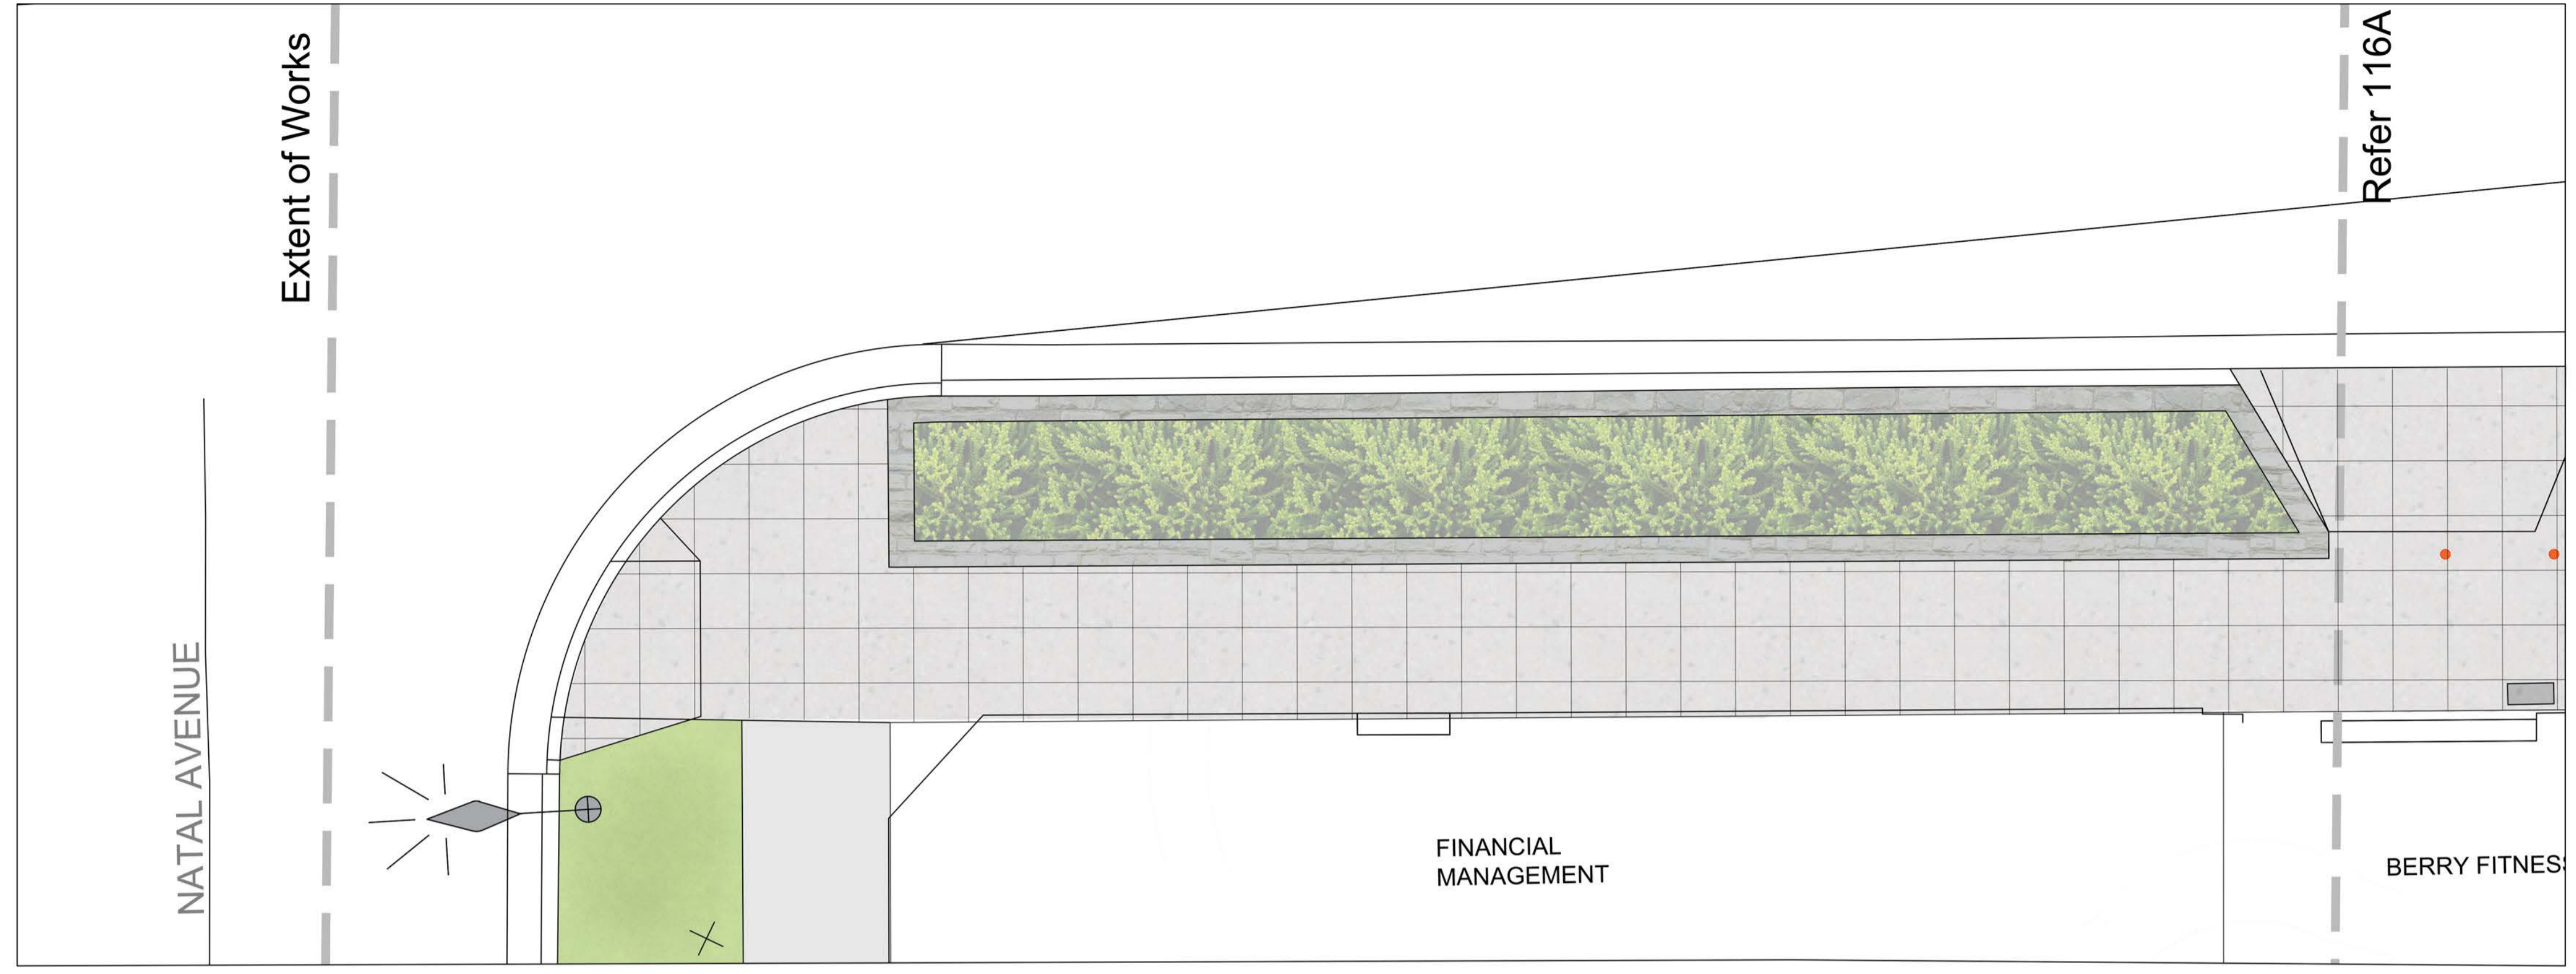 Extent of Works
Refer 116A
NATAL AVENUE
FINANCIAL
MANAGEMENT
BERRY FITNESS